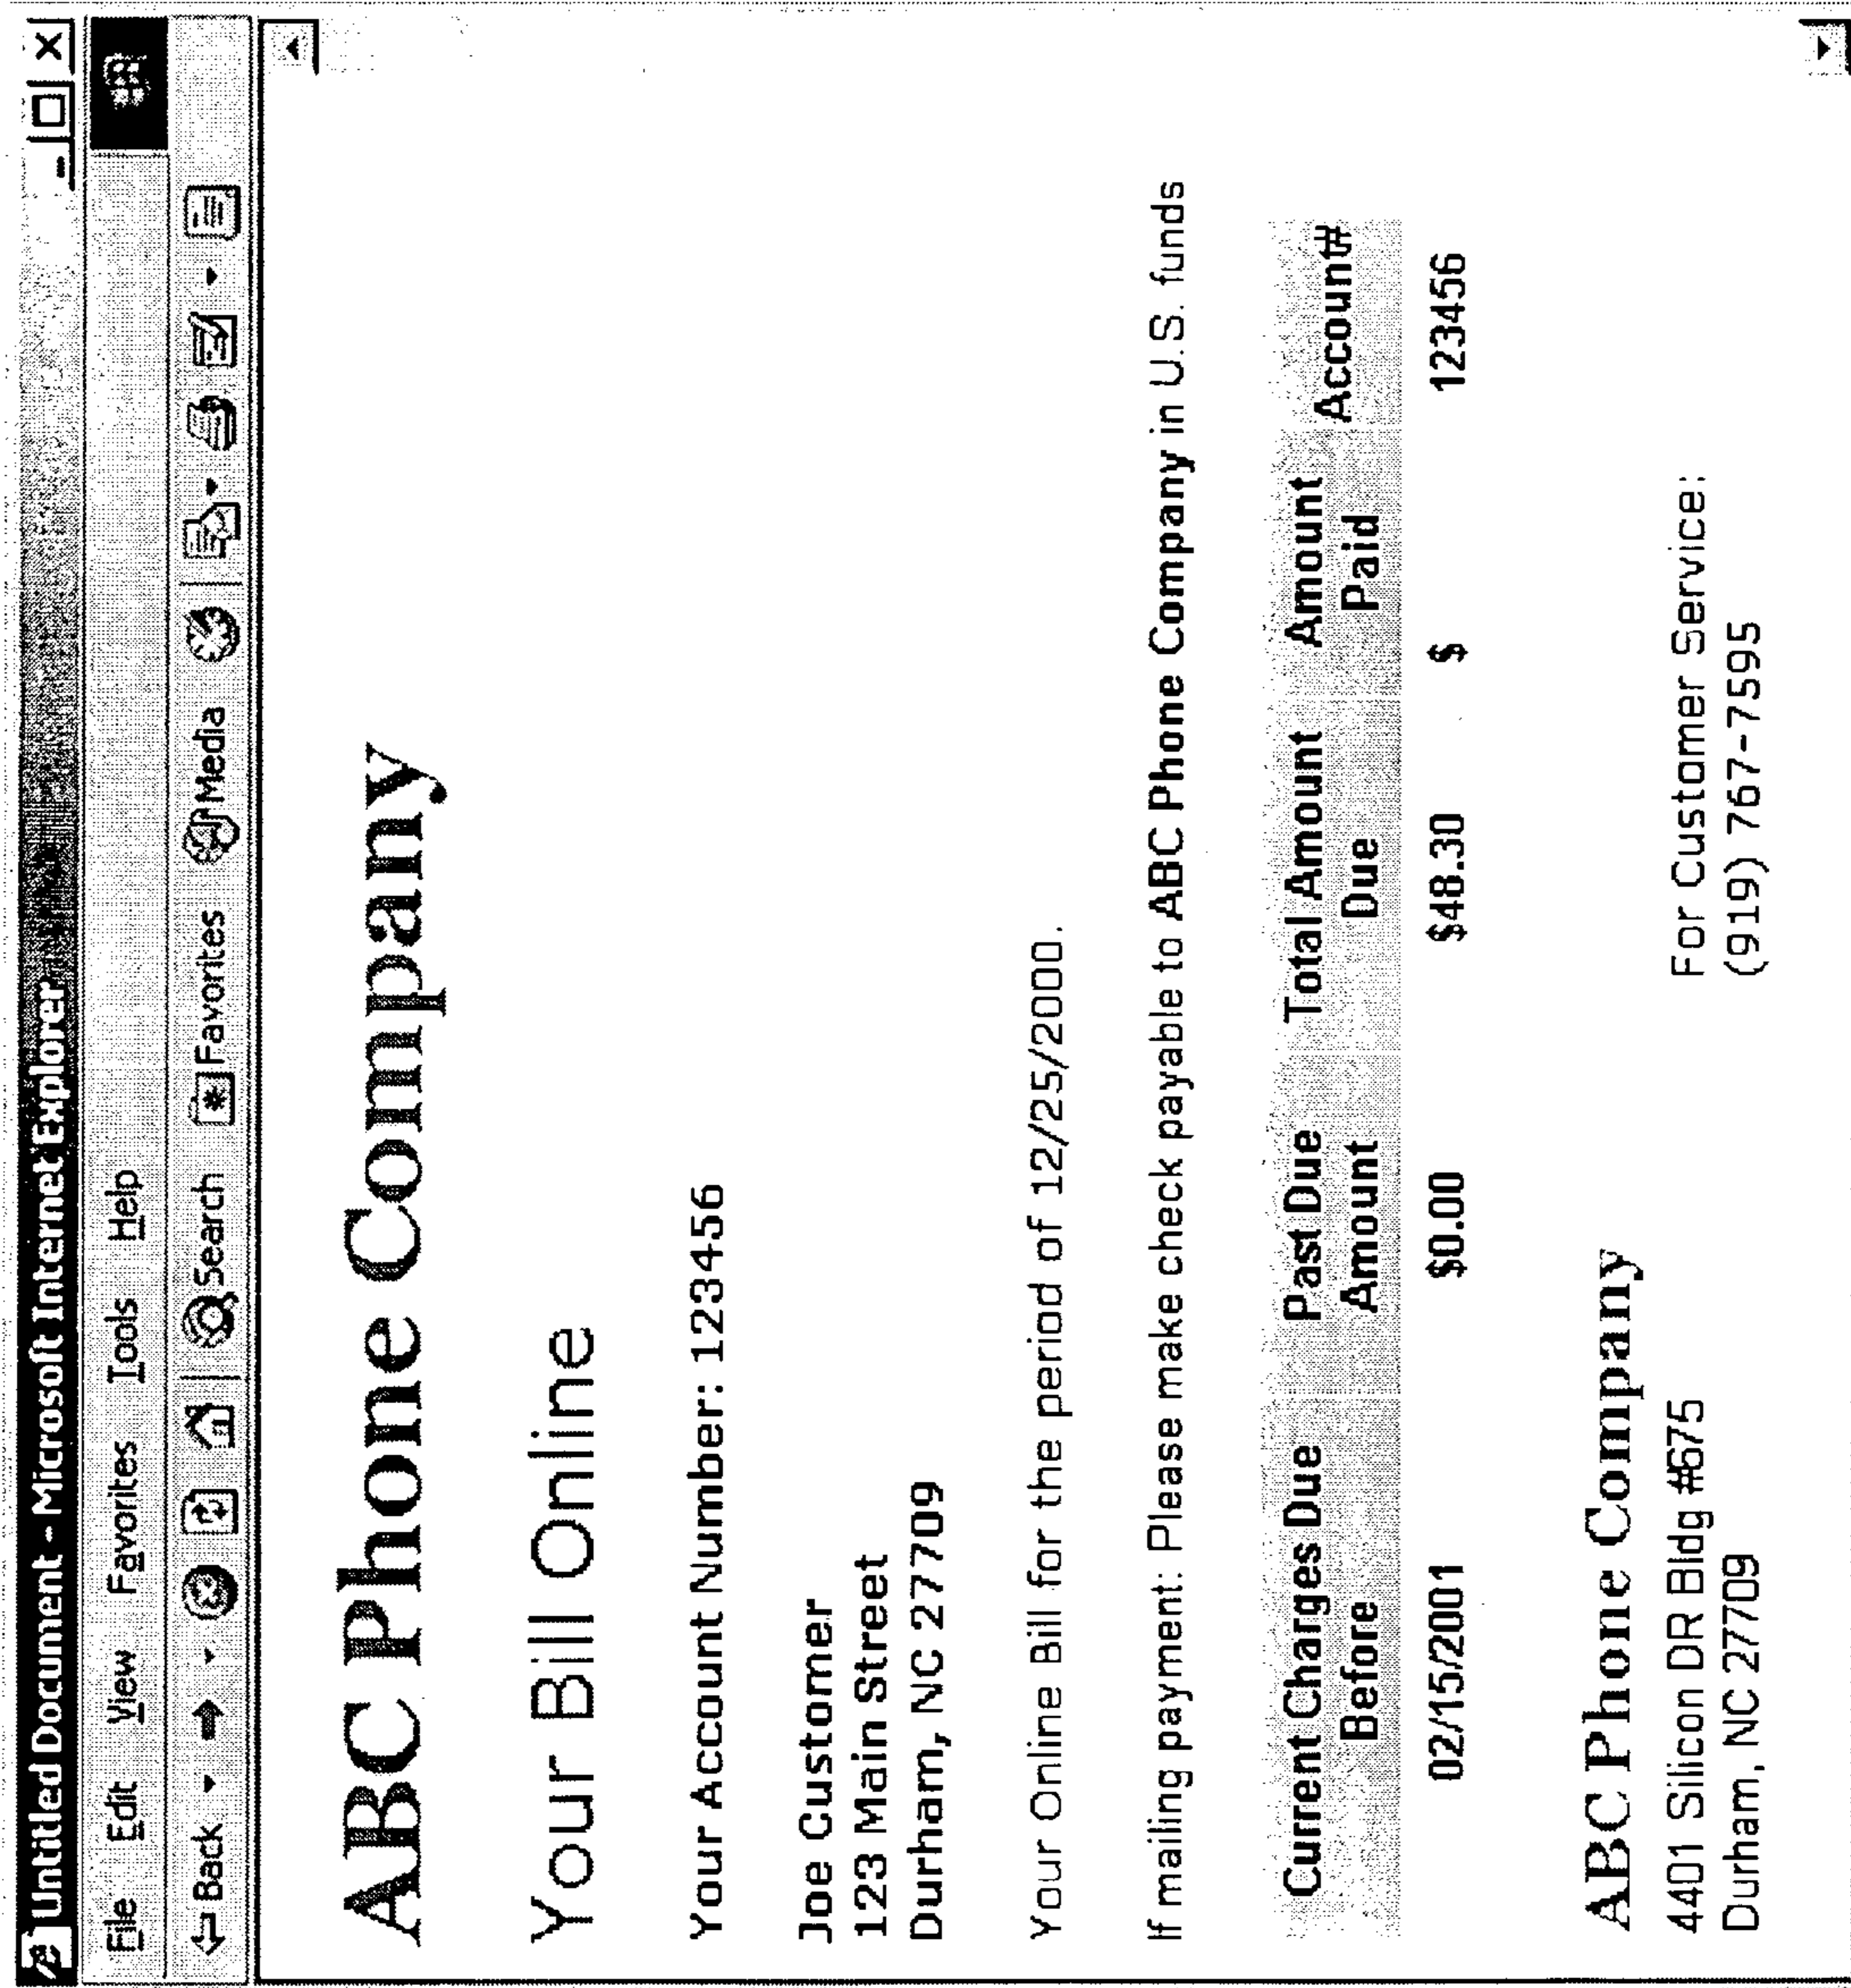 Untitled Document - Microsoft Internet Explorer
File Edit View Favorites Tools Help
Back Search Favorites Media
ABC Phone Company
Your Bill Online
Your Account Number: 123456
Joe Customer
123 Main Street
Durham, NC 27709
Your Online Bill for the period of 12/25/2000.
If mailing payment: Please make check payable to ABC Phone Company in U.S. funds
Current Charges Due Before Past Due Amount Total Amount Due Amount Paid Account#
02/15/2001 $0.00 $48.30 $ 123456
ABC Phone Company
4401 Silicon DR Bldg #675
Durham, NC 27709
For Customer Service:
(919) 767-7595